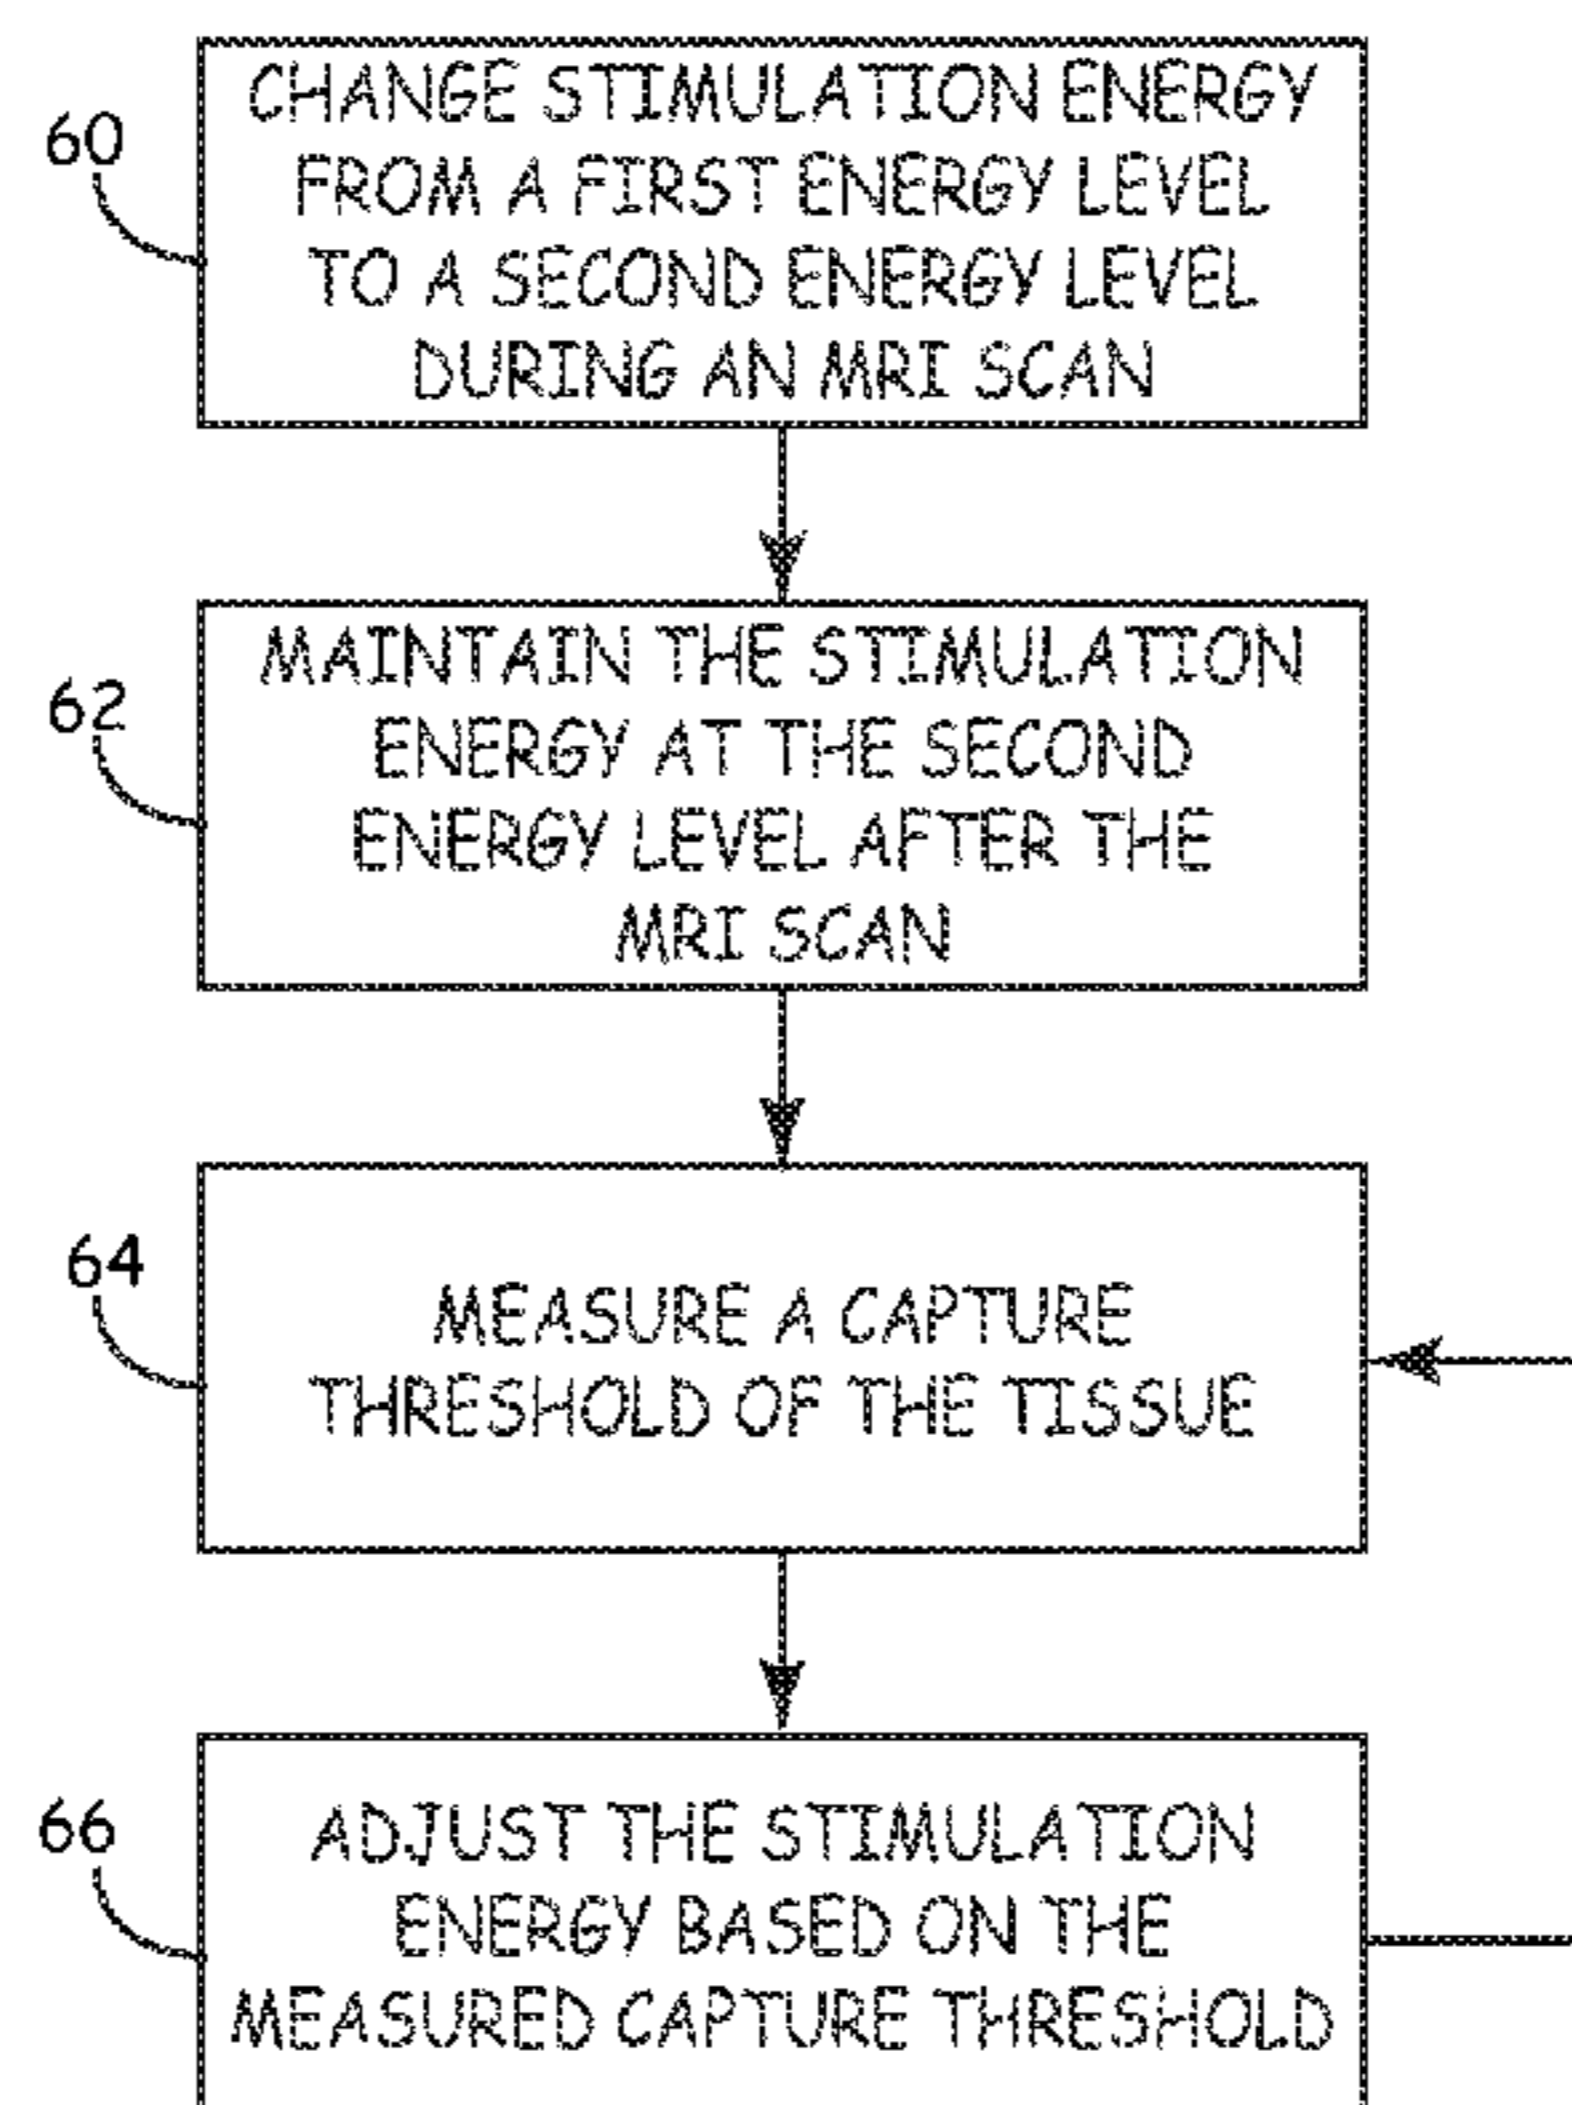 60
CHANGE STIMULATION ENERGY
FROM A FIRST ENERGY LEVEL
TO A SECOND ENERGY LEVEL
DURING AN MRI SCAN
62
MAINTAIN THE STIMULATION
ENERGY AT THE SECOND
ENERGY LEVEL AFTER THE
MRI SCAN
64
MEASURE A CAPTURE
THRESHOLD OF THE TISSUE
66
ADJUST THE STIMULATION
ENERGY BASED ON THE
MEASURED CAPTURE THRESHOLD